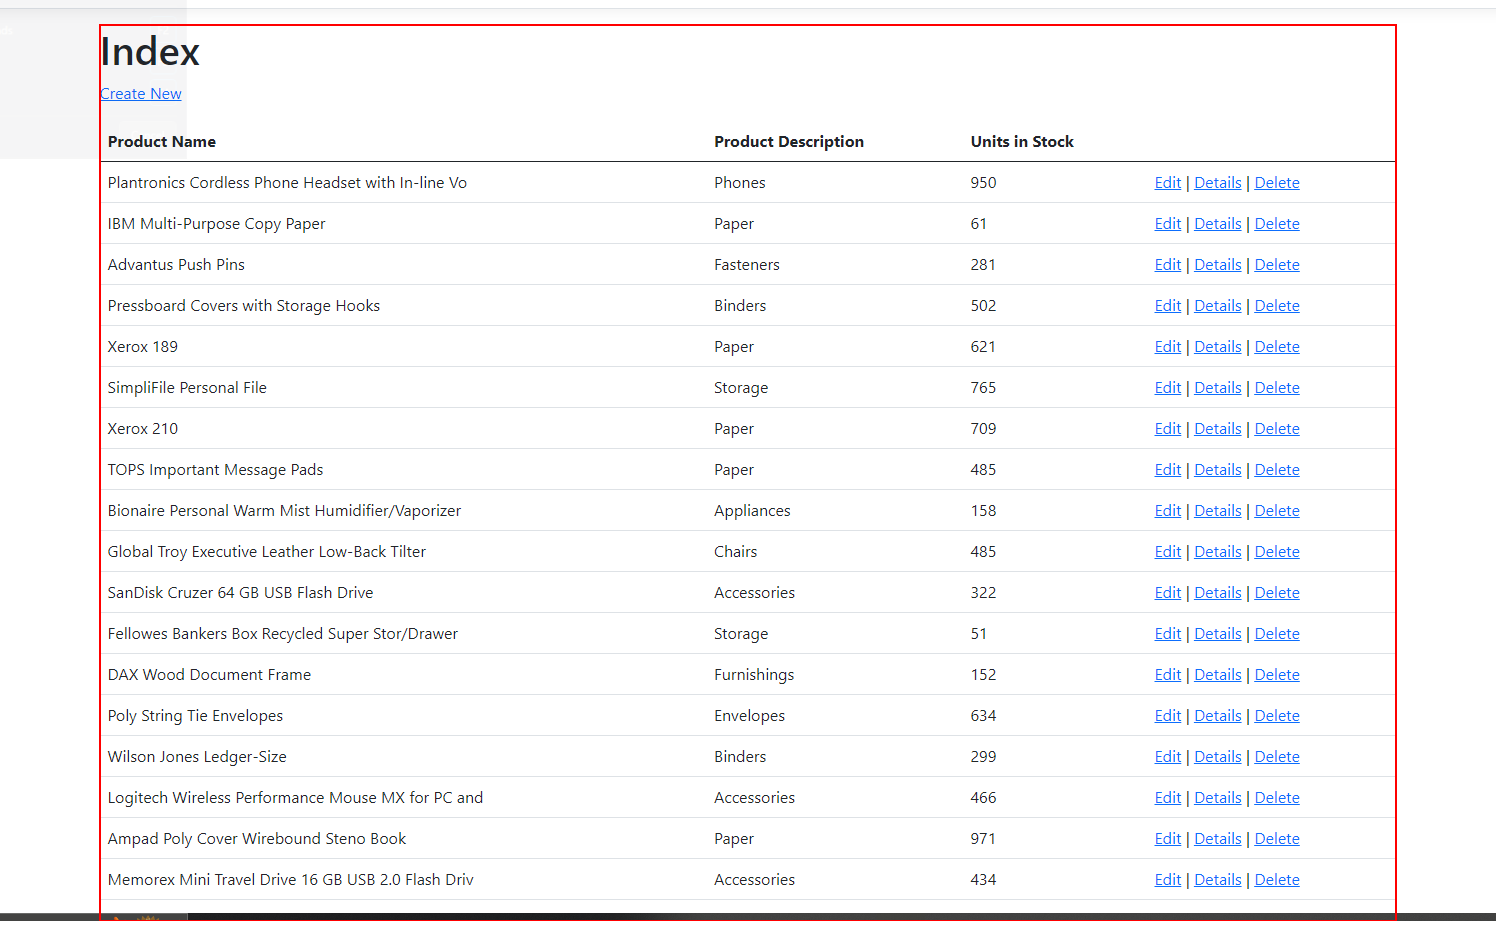 Index
Create New
Product Name Product Description Units in Stock
Plantronics Cordless Phone Headset with In-line Vo Phones 950 Edit | Details | Delete
IBM Multi-Purpose Copy Paper Paper 61 Edit | Details | Delete
Advantus Push Pins Fasteners 281 Edit | Details | Delete
Pressboard Covers with Storage Hooks Binders 502 Edit | Details | Delete
Xerox 189 Paper 621 Edit | Details | Delete
SimpliFile Personal File Storage 765 Edit | Details | Delete
Xerox 210 Paper 709 Edit | Details | Delete
TOPS Important Message Pads Paper 485 Edit | Details | Delete
Bionaire Personal Warm Mist Humidifier/Vaporizer Appliances 158 Edit | Details | Delete
Global Troy Executive Leather Low-Back Tilter Chairs 485 Edit | Details | Delete
SanDisk Cruzer 64 GB USB Flash Drive Accessories 322 Edit | Details | Delete
Fellowes Bankers Box Recycled Super Stor/Drawer Storage 51 Edit | Details | Delete
DAX Wood Document Frame Furnishings 152 Edit | Details | Delete
Poly String Tie Envelopes Envelopes 634 Edit | Details | Delete
Wilson Jones Ledger-Size Binders 299 Edit | Details | Delete
Logitech Wireless Performance Mouse MX for PC and Accessories 466 Edit | Details | Delete
Ampad Poly Cover Wirebound Steno Book Paper 971 Edit | Details | Delete
Memorex Mini Travel Drive 16 GB USB 2.0 Flash Driv Accessories 434 Edit | Details | Delete